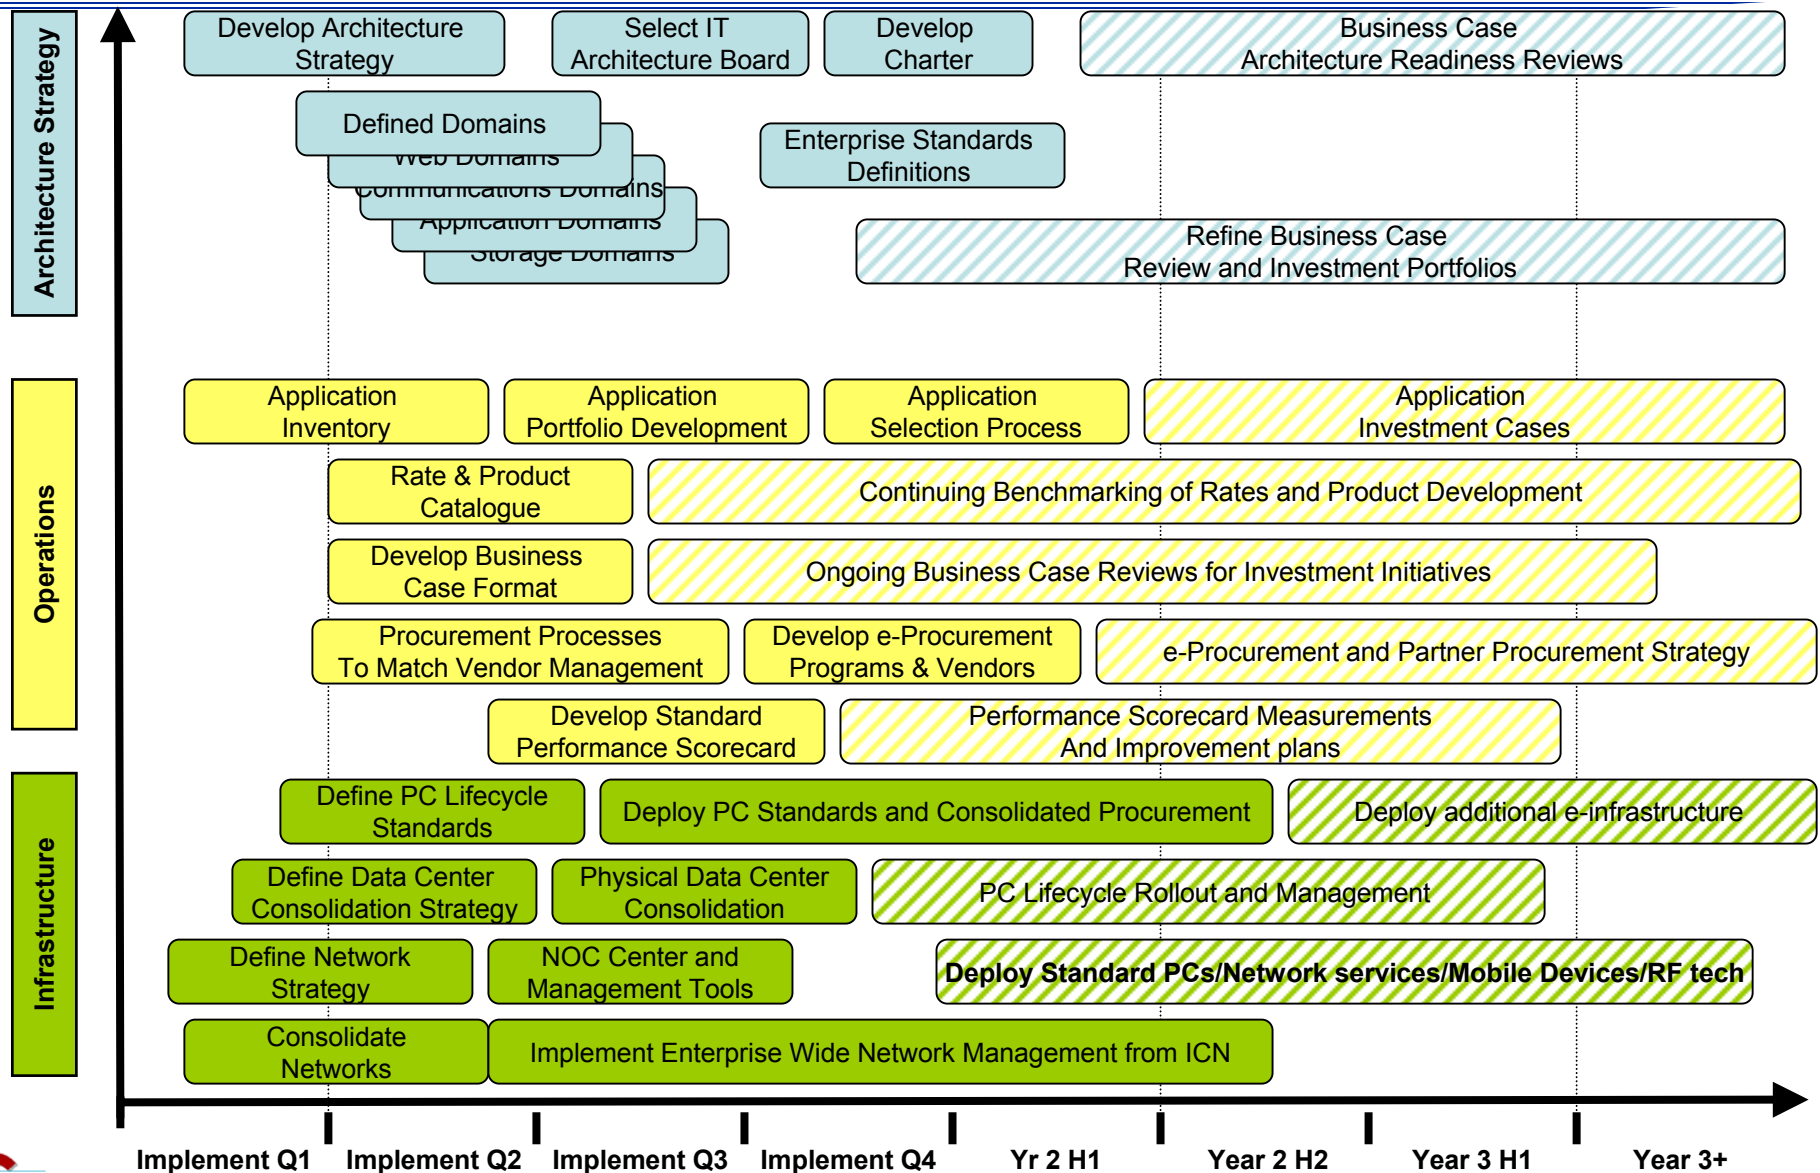 Architecture Strategy
Develop Architecture
Strategy
Select IT
Architecture Board
Develop
Charter
Business Case
Architecture Readiness Reviews
Defined Domains
Web Domains
Communications Domains
Application Domains
Storage Domains
Enterprise Standards
Definitions
Refine Business Case
Review and Investment Portfolios
Operations
Application
Inventory
Application
Portfolio Development
Application
Selection Process
Application
Investment Cases
Rate & Product
Catalogue
Continuing Benchmarking of Rates and Product Development
Develop Business
Case Format
Ongoing Business Case Reviews for Investment Initiatives
Procurement Processes
To Match Vendor Management
Develop e-Procurement
Programs & Vendors
e-Procurement and Partner Procurement Strategy
Develop Standard
Performance Scorecard
Performance Scorecard Measurements
And Improvement plans
Infrastructure
Define PC Lifecycle
Standards
Deploy PC Standards and Consolidated Procurement
Deploy additional e-infrastructure
Define Data Center
Consolidation Strategy
Physical Data Center
Consolidation
PC Lifecycle Rollout and Management
Define Network
Strategy
NOC Center and
Management Tools
Deploy Standard PCs/Network services/Mobile Devices/RF tech
Consolidate
Networks
Implement Enterprise Wide Network Management from ICN
Implement Q1
Implement Q2
Implement Q3
Implement Q4
Yr 2 H1
Year 2 H2
Year 3 H1
Year 3+